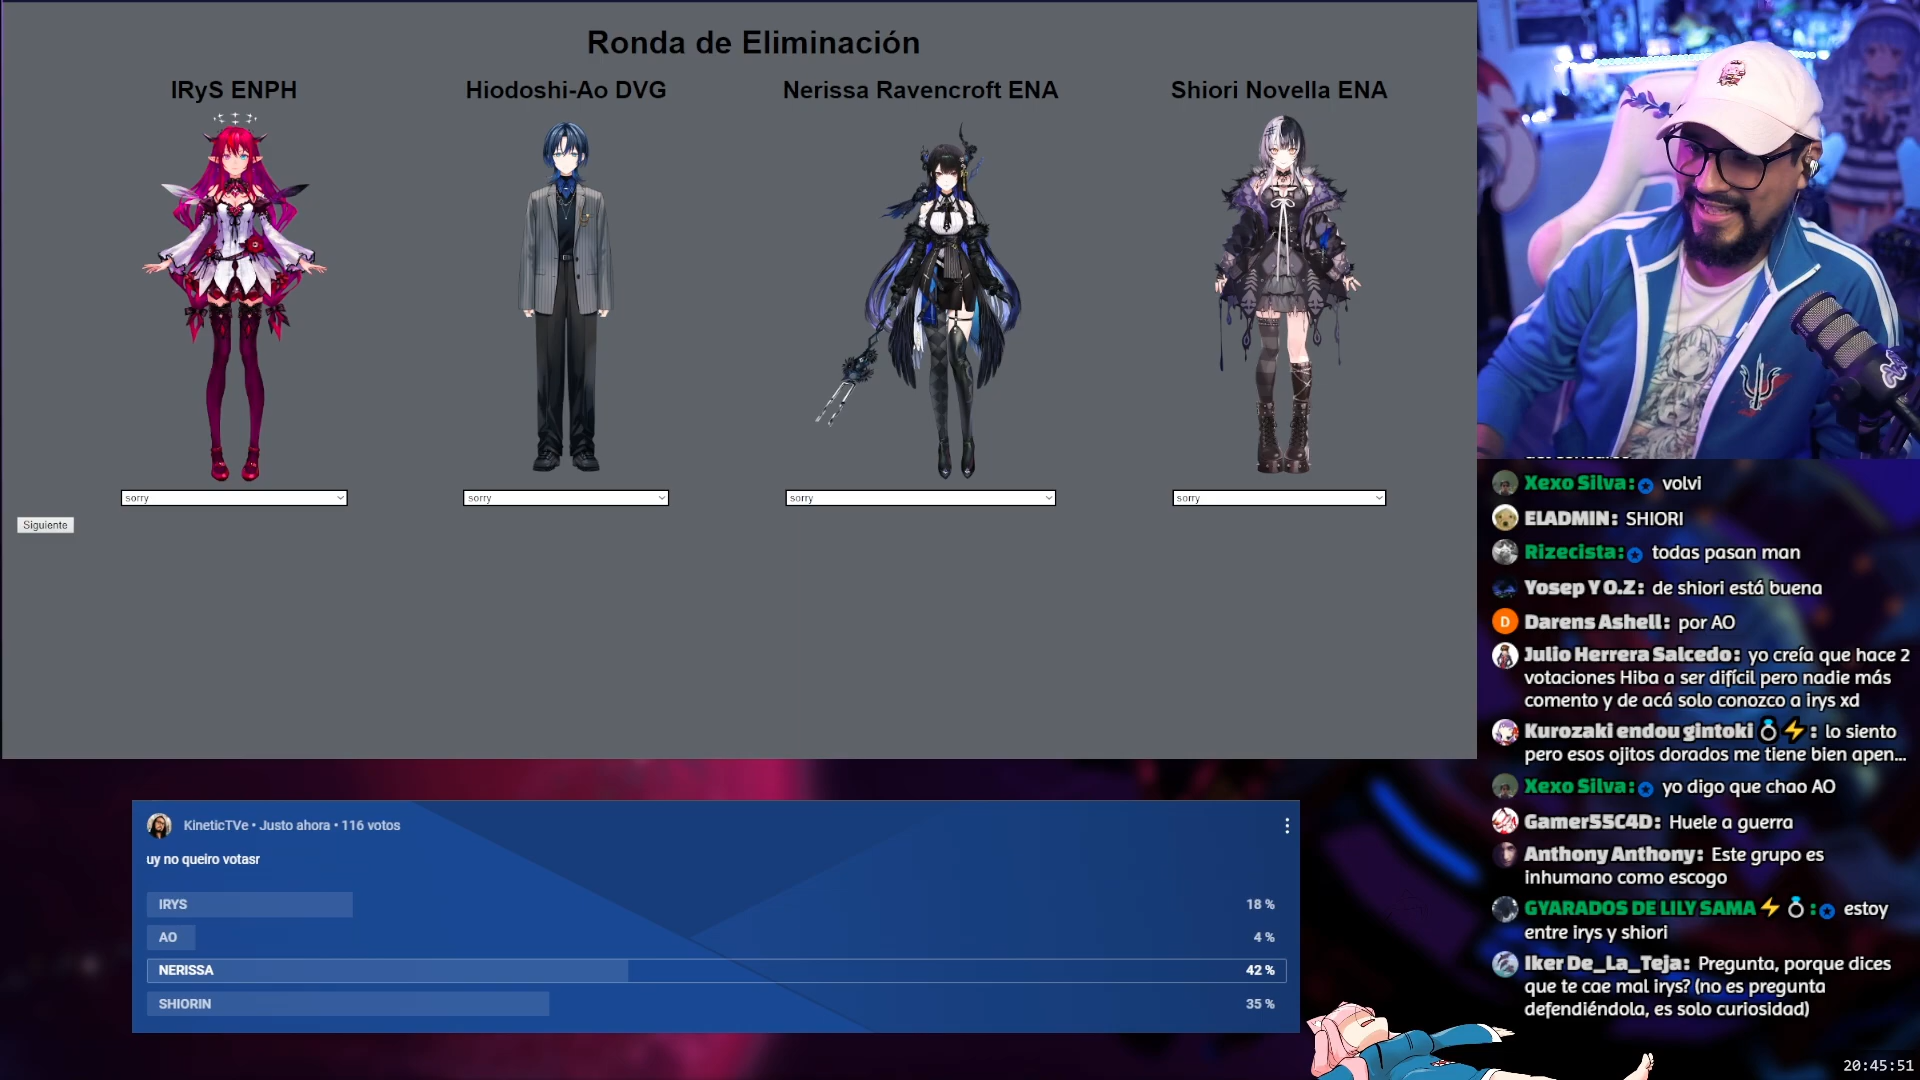 Ronda de Eliminación
IRyS ENPH
Hiodoshi-Ao DVG
Nerissa Ravencroft ENA
Shiori Novella ENA
sorry
sorry
sorry
sorry
Siguiente
KineticTVe • Justo ahora • 116 votos
uy no queiro votasr
IRYS 18 %
AO 4 %
NERISSA 42 %
SHIORIN 35 %
Xexo Silva: volvi
ELADMIN: SHIORI
Rizecista: todas pasan man
Yosep Y O.Z: de shiori está buena
D Darens Ashell: por AO
Julio Herrera Salcedo: yo creía que hace 2
votaciones Hiba a ser difícil pero nadie más
comento y de acá solo conozco a irys xd
Kurozaki endou gintoki 💍⚡: lo siento
pero esos ojitos dorados me tiene bien apen...
Xexo Silva: yo digo que chao AO
Gamer55C4D: Huele a guerra
Anthony Anthony: Este grupo es
inhumano como escogo
GYARADOS DE LILY SAMA ⚡💍: estoy
entre irys y shiori
Iker De_La_Teja: Pregunta, porque dices
que te cae mal irys? (no es pregunta
defendiéndola, es solo curiosidad)
20:45:51